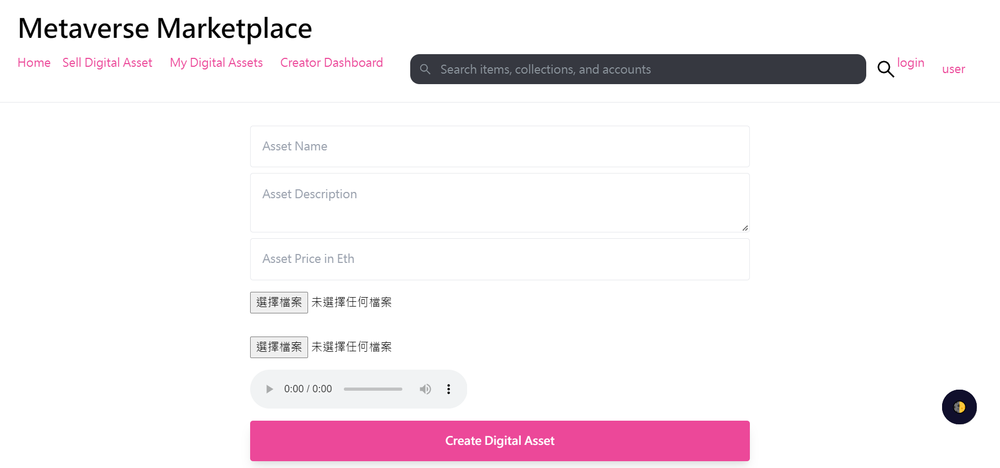 Metaverse Marketplace
Home Sell Digital Asset My Digital Assets Creator Dashboard Search items, collections, and accounts login user
Asset Name
Asset Description
Asset Price in Eth
選擇檔案 未選擇任何檔案
選擇檔案 未選擇任何檔案
0:00 / 0:00
Create Digital Asset